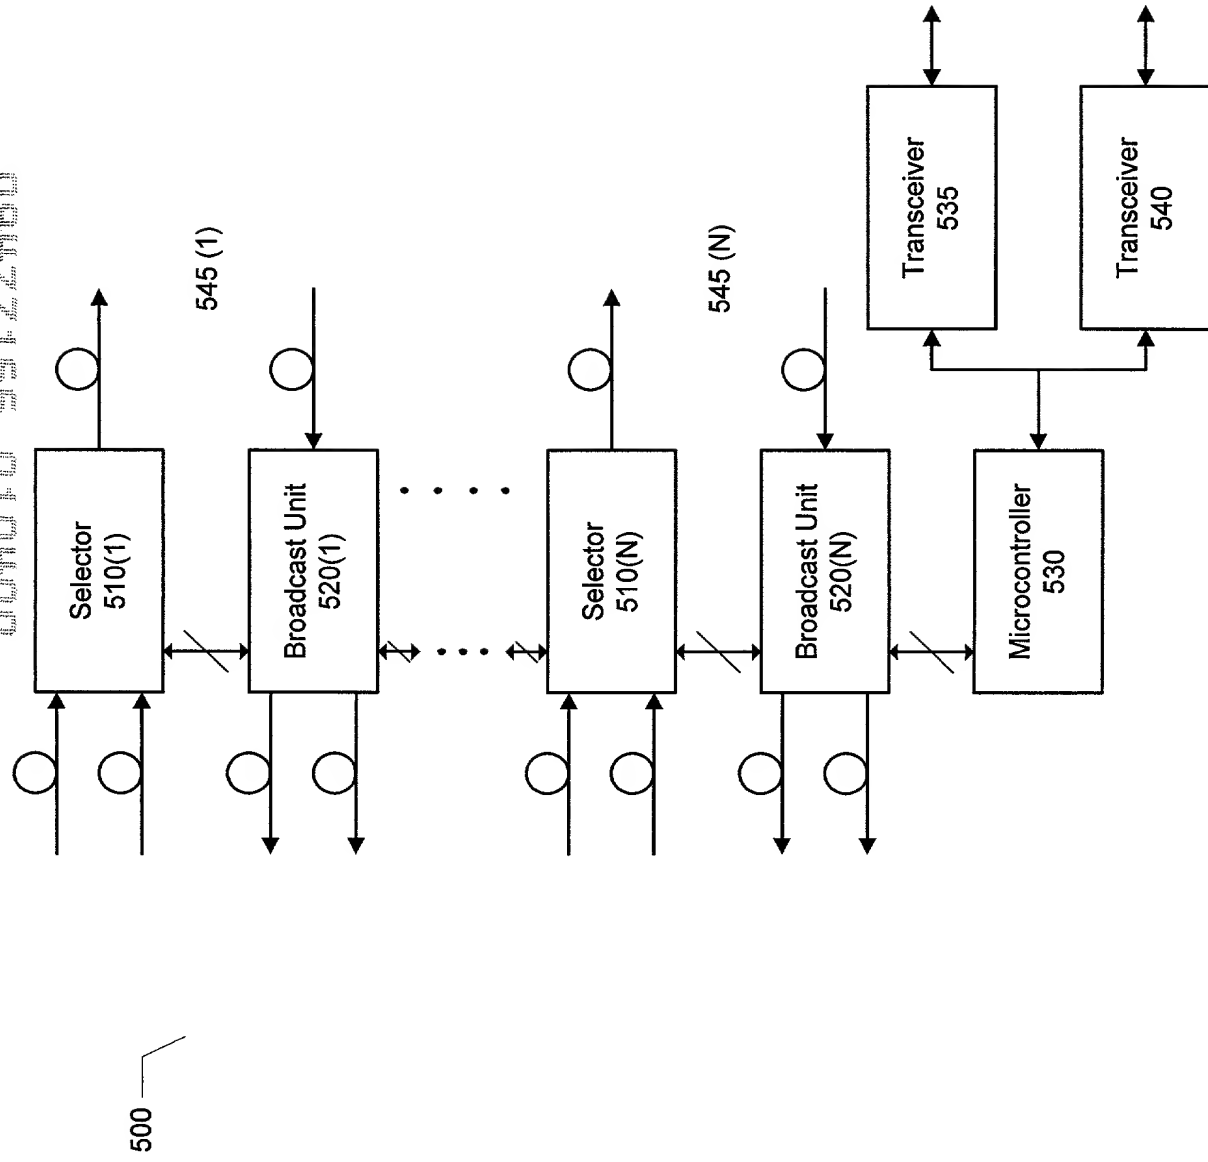 Selector
510(1)
545 (1)
Broadcast Unit
520(1)
Selector
510(N)
545 (N)
Broadcast Unit
520(N)
Microcontroller
530
Transceiver
535
Transceiver
540
500